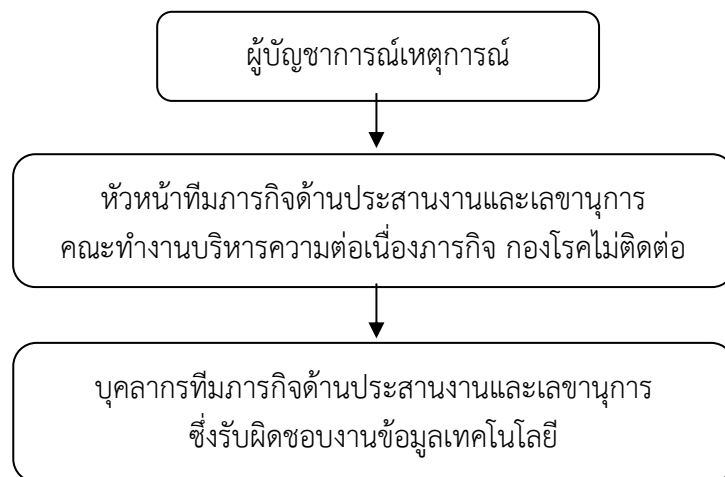 ผู้บัญชาการณ์เหตุการณ์
หัวหน้าทีมภารกิจด้านประสานงานและเลขานุการ
คณะทำงานบริหารความต่อเนื่องภารกิจ กองโรคไม่ติดต่อ
บุคลากรทีมภารกิจด้านประสานงานและเลขานุการ
ซึ่งรับผิดชอบงานข้อมูลเทคโนโลยี